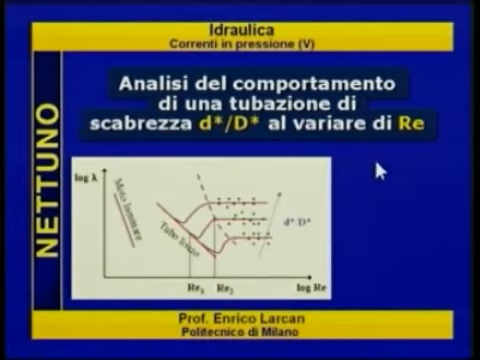 Idraulica
Correnti in pressione (V)
Analisi del comportamento
di una tubazione di
scabrezza d*/D* al variare di Re
NETTUNO
log λ
Moto laminare
Tubo liscio
d*/D*
Re₁
Re₂
log Re
Prof. Enrico Larcan
Politecnico di Milano